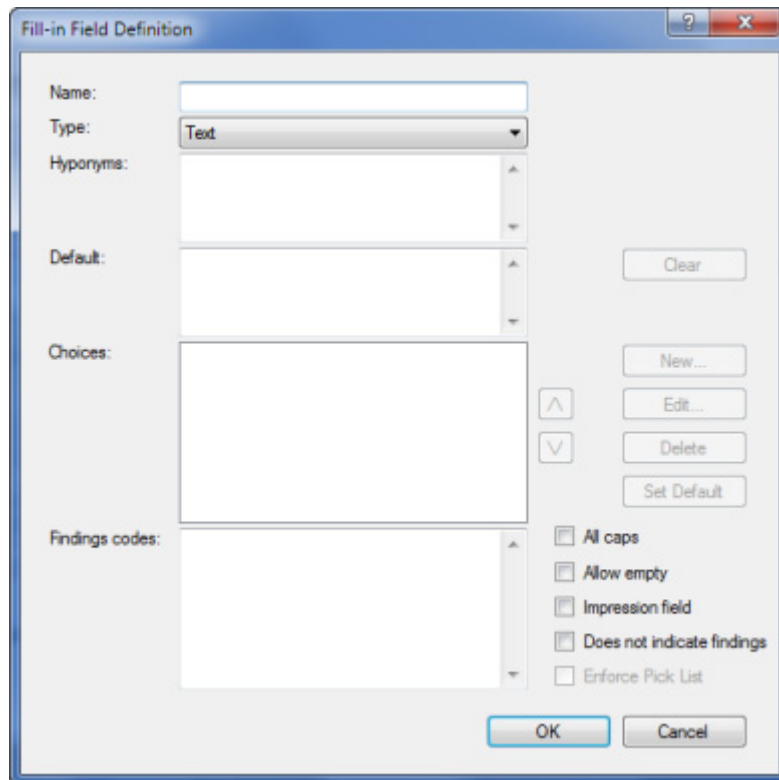 Fill-in Field Definition
?
X
Name:
Type:
Text
Hyponyms:
Default:
Clear
Choices:
New...
Edit...
Delete
Set Default
Findings codes:
All caps
Allow empty
Impression field
Does not indicate findings
Enforce Pick List
OK
Cancel